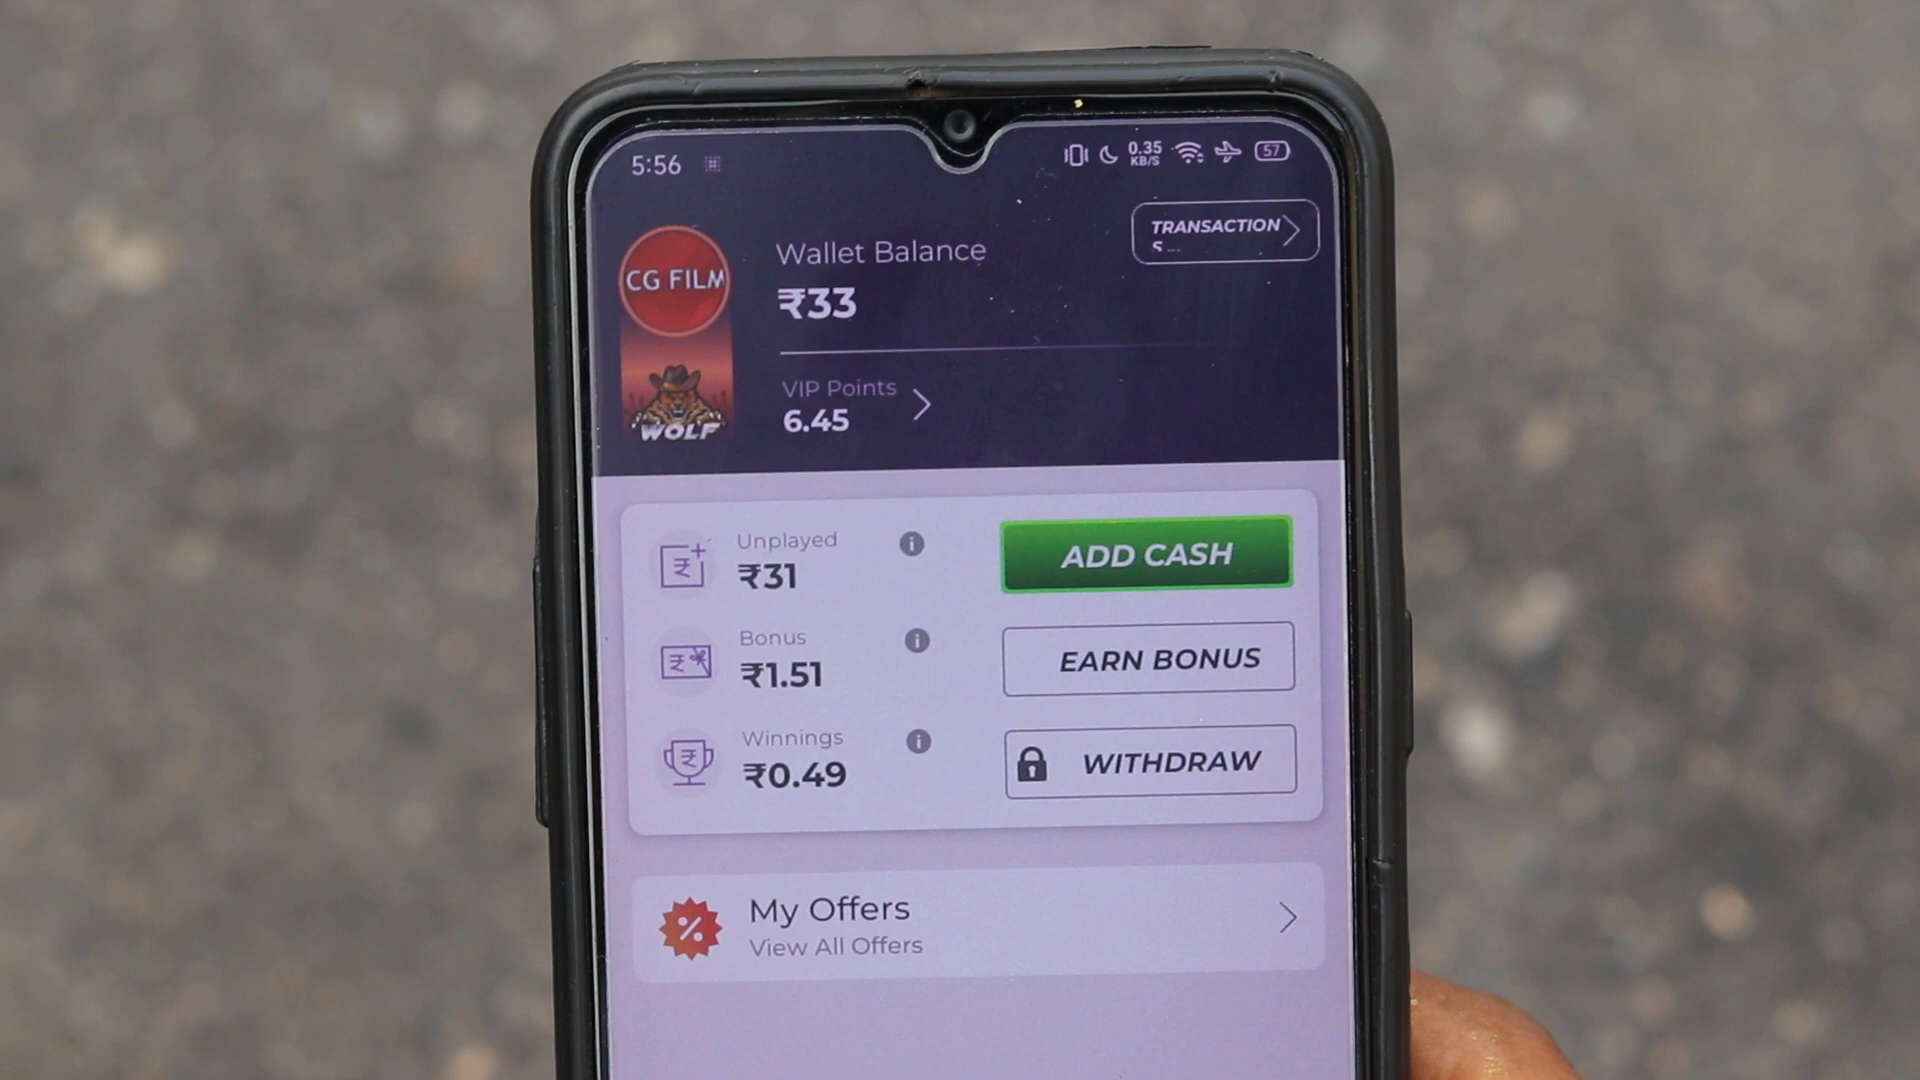 5:56
0.35
KB/S
57
TRANSACTION
S ...
CG FILM
WOLF
Wallet Balance
₹33
VIP Points
6.45
Unplayed
₹31
ADD CASH
Bonus
₹1.51
EARN BONUS
Winnings
₹0.49
WITHDRAW
My Offers
View All Offers